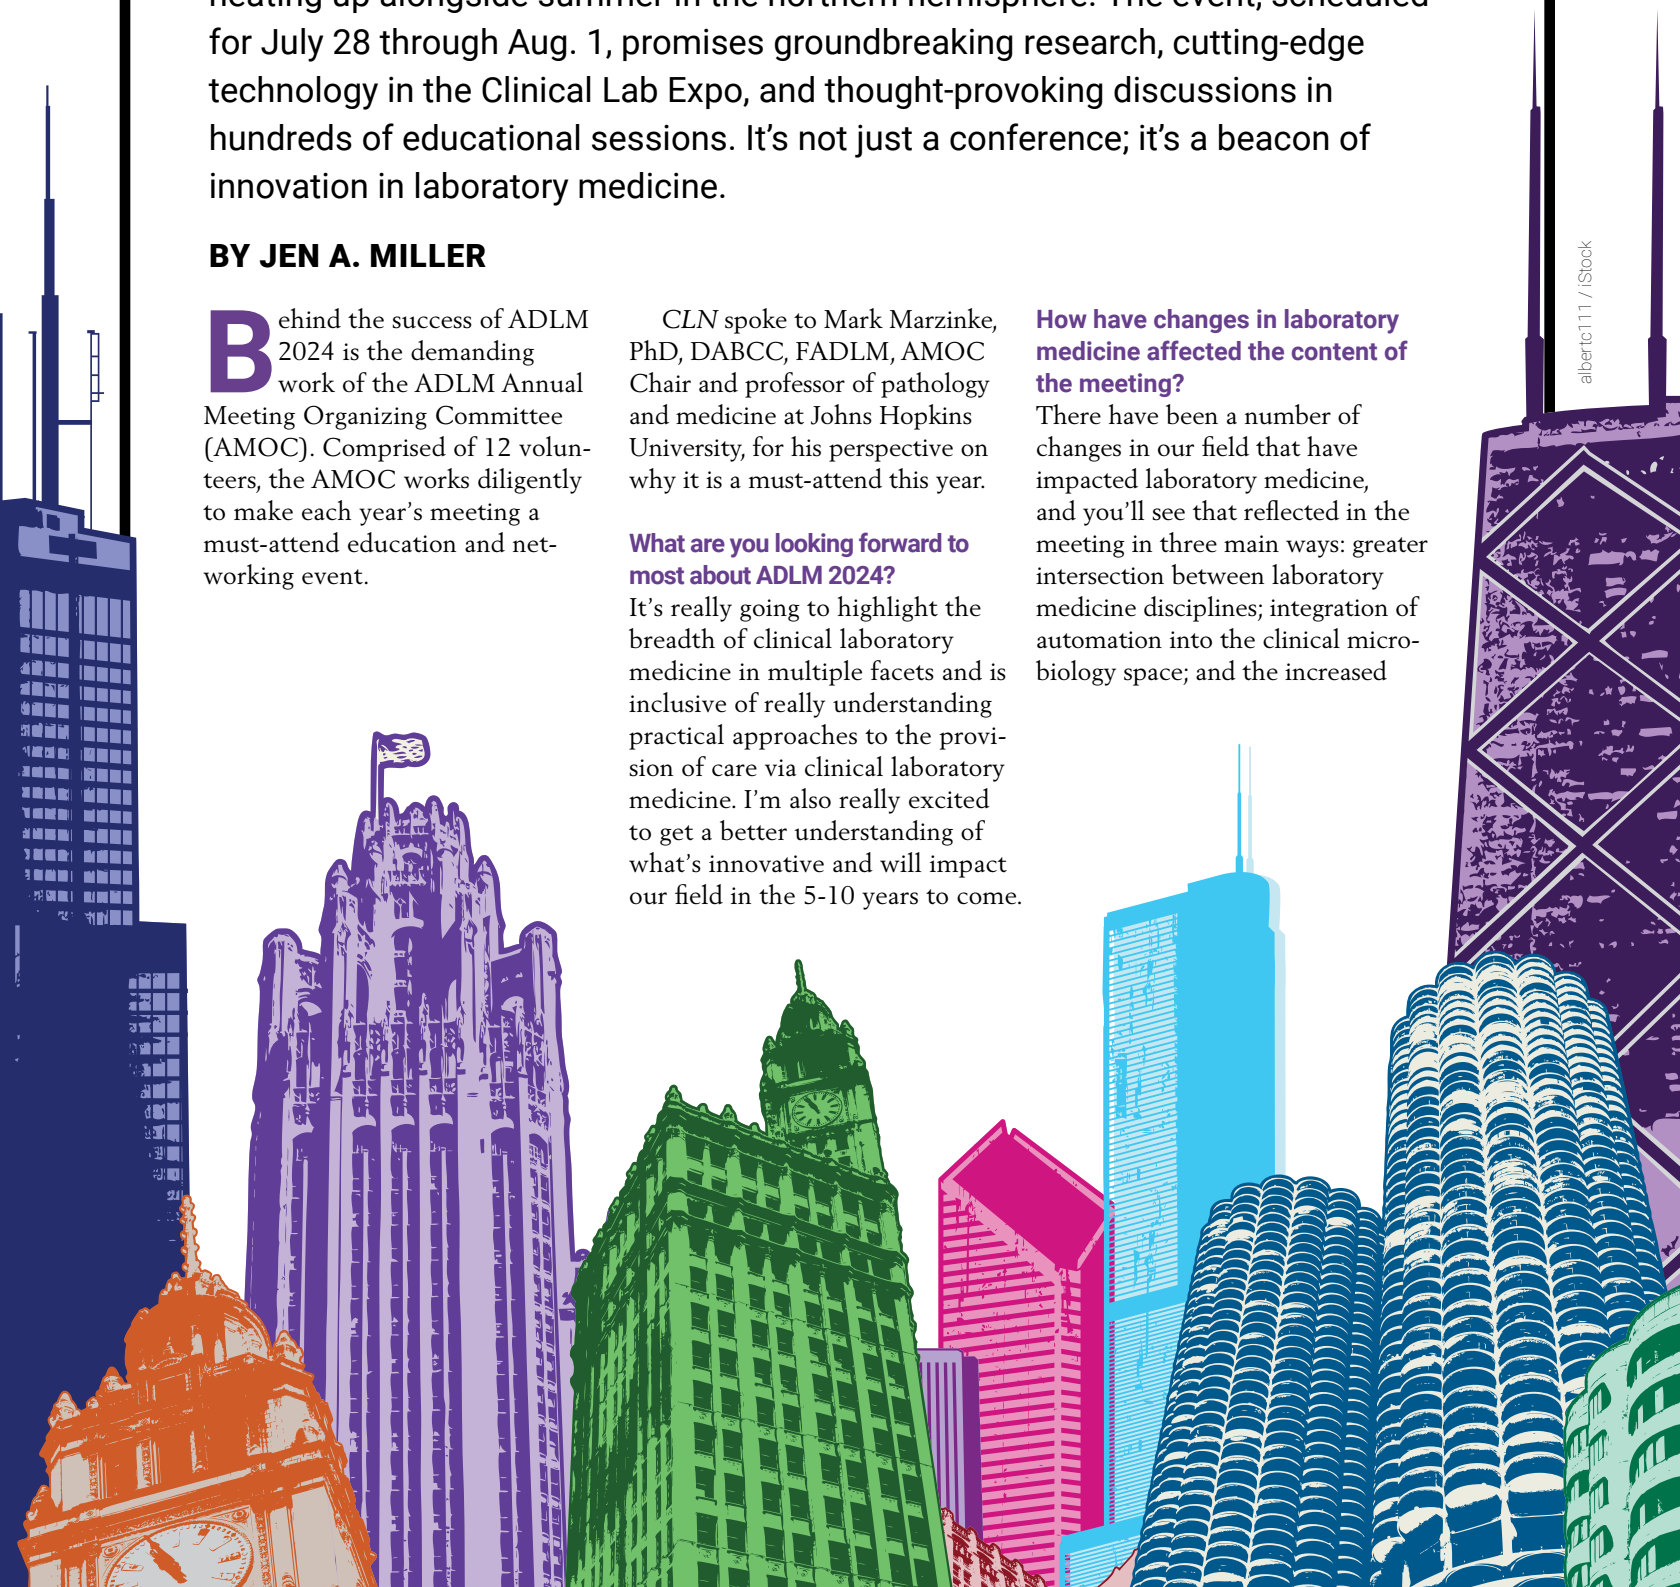 heating up alongside summer in the northern hemisphere. The event, scheduled
for July 28 through Aug. 1, promises groundbreaking research, cutting-edge
technology in the Clinical Lab Expo, and thought-provoking discussions in
hundreds of educational sessions. It’s not just a conference; it’s a beacon of
innovation in laboratory medicine.
BY JEN A. MILLER
Behind the success of ADLM
2024 is the demanding
work of the ADLM Annual
Meeting Organizing Committee
(AMOC). Comprised of 12 volun-
teers, the AMOC works diligently
to make each year’s meeting a
must-attend education and net-
working event.
CLN spoke to Mark Marzinke,
PhD, DABCC, FADLM, AMOC
Chair and professor of pathology
and medicine at Johns Hopkins
University, for his perspective on
why it is a must-attend this year.
What are you looking forward to
most about ADLM 2024?
It’s really going to highlight the
breadth of clinical laboratory
medicine in multiple facets and is
inclusive of really understanding
practical approaches to the provi-
sion of care via clinical laboratory
medicine. I’m also really excited
to get a better understanding of
what’s innovative and will impact
our field in the 5-10 years to come.
How have changes in laboratory
medicine affected the content of
the meeting?
There have been a number of
changes in our field that have
impacted laboratory medicine,
and you’ll see that reflected in the
meeting in three main ways: greater
intersection between laboratory
medicine disciplines; integration of
automation into the clinical micro-
biology space; and the increased
albertc111 / iStock